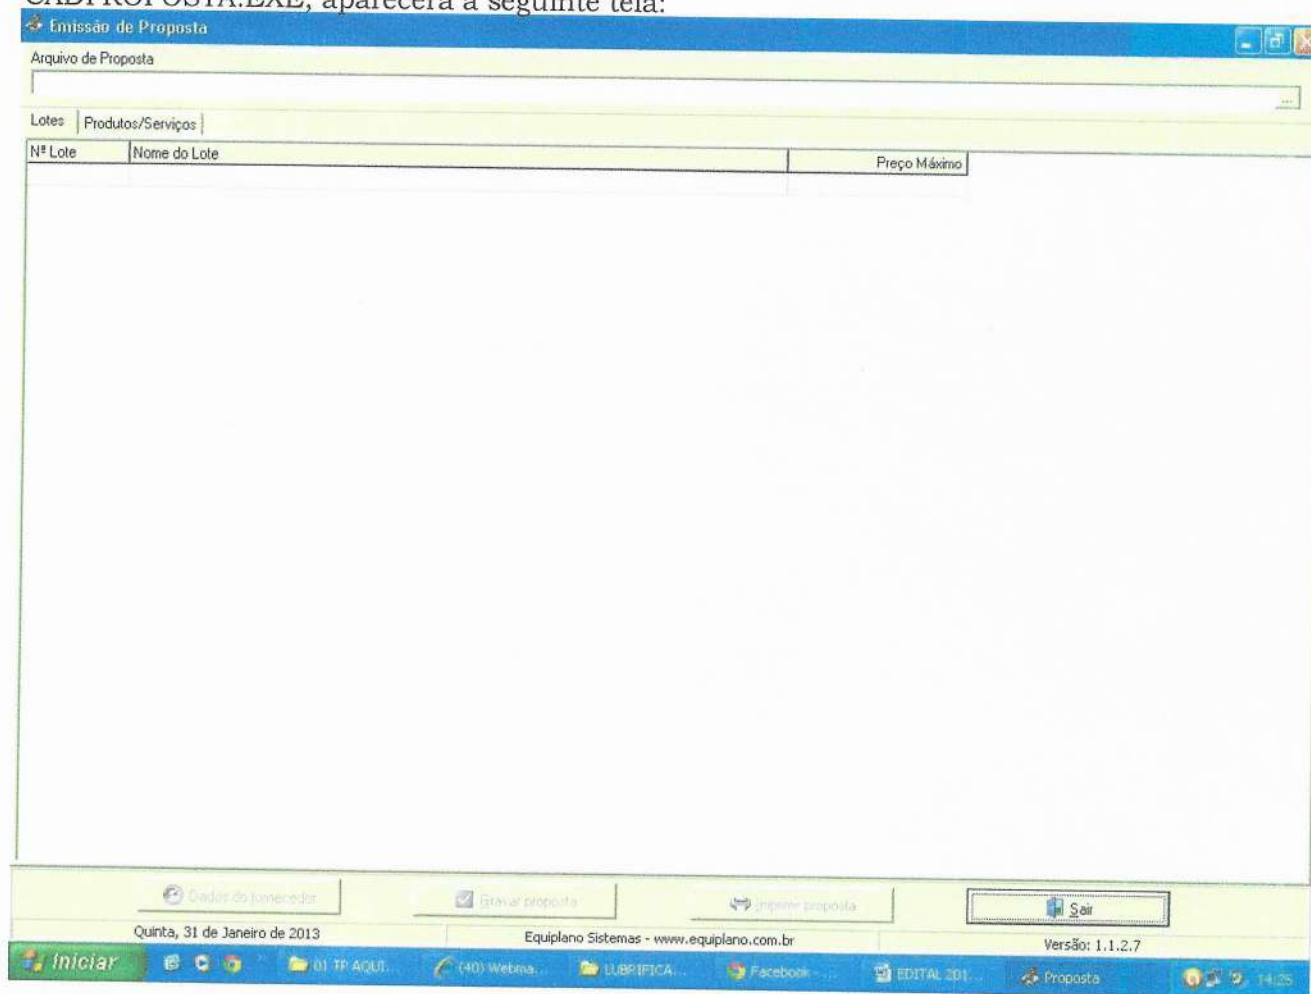 CADPROPOSTA.EXE, aparecerá a seguinte tela:
Emissão de Proposta
Arquivo de Proposta
...
Lotes Produtos/Serviços
Nº Lote Nome do Lote Preço Máximo
Dados do fornecedor Gravar proposta Imprimir proposta Sair
Quinta, 31 de Janeiro de 2013 Equiplano Sistemas - www.equiplano.com.br Versão: 1.1.2.7
Iniciar 01 TP AQUI... (40) Webma... LUBRIFICA... Facebook - ... EDITAL 201... Proposta 14:25